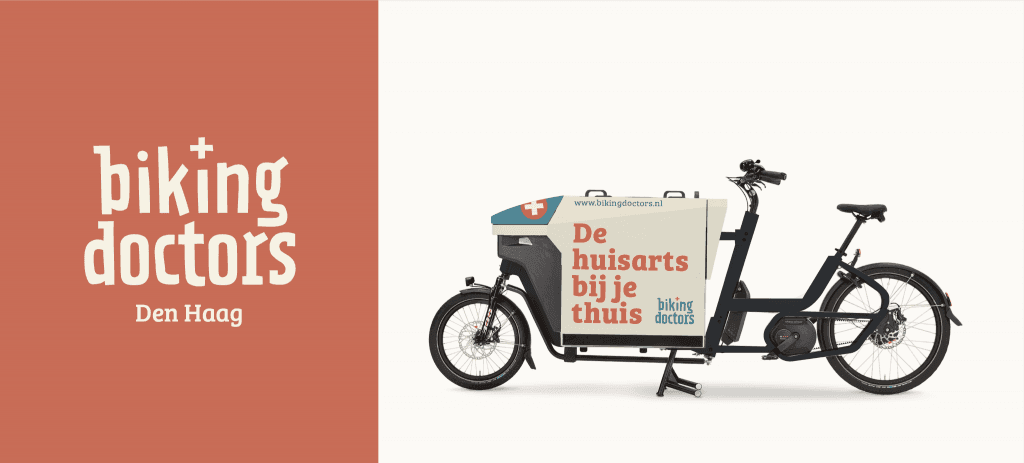 biking
doctors
Den Haag
www.bikingdoctors.nl
De
huisarts
bij je
thuis
biking
doctors